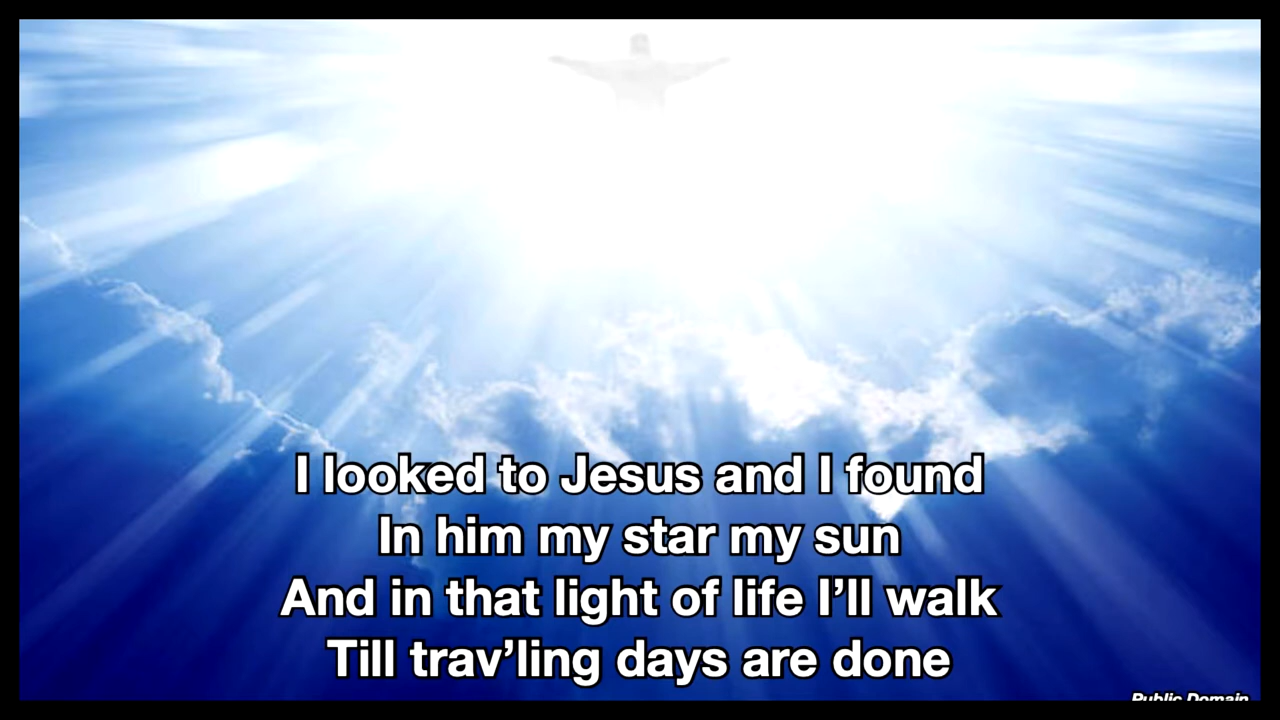 I looked to Jesus and I found
In him my star my sun
And in that light of life I’ll walk
Till trav’ling days are done
Public Domain